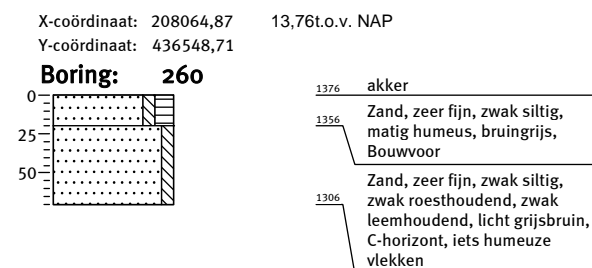 X-coördinaat: 208064,87 13,76t.o.v. NAP
Y-coördinaat: 436548,71
Boring: 260
0
25
50
1376 akker
1356 Zand, zeer fijn, zwak siltig,
matig humeus, bruingrijs,
Bouwvoor
1306 Zand, zeer fijn, zwak siltig,
zwak roesthoudend, zwak
leemhoudend, licht grijsbruin,
C-horizont, iets humeuze
vlekken